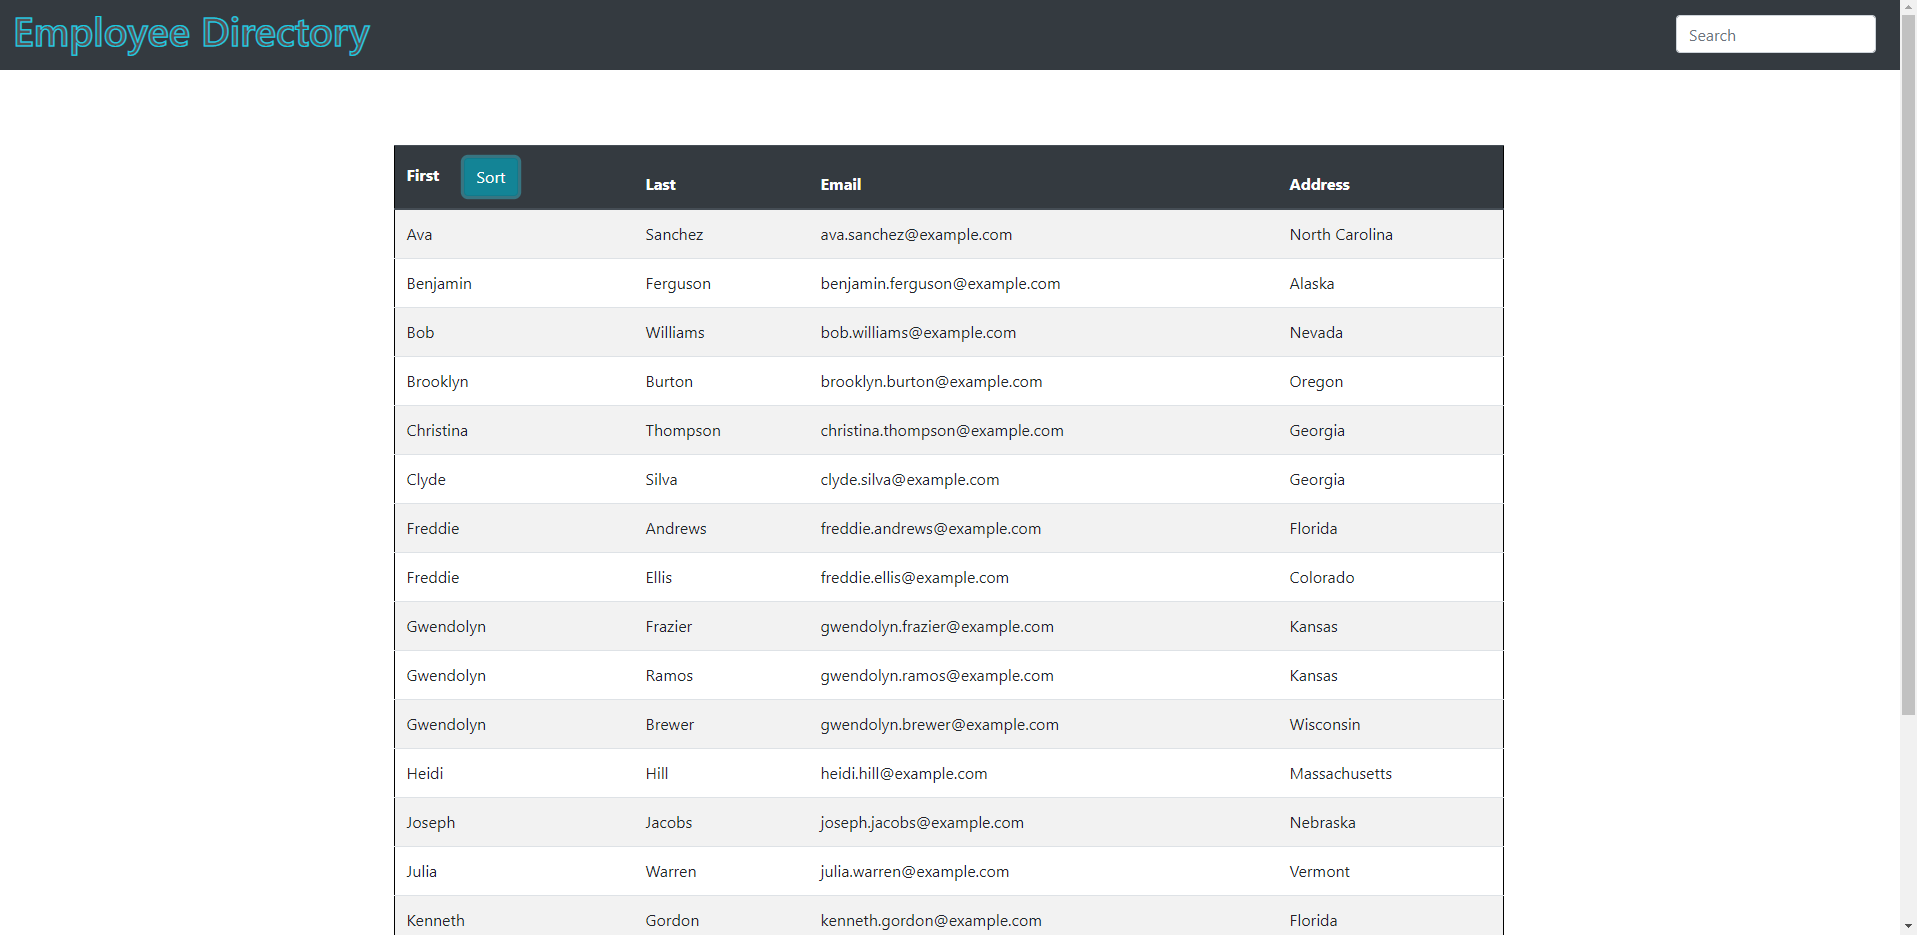 Employee Directory
Search
First Sort Last Email Address
Ava Sanchez ava.sanchez@example.com North Carolina
Benjamin Ferguson benjamin.ferguson@example.com Alaska
Bob Williams bob.williams@example.com Nevada
Brooklyn Burton brooklyn.burton@example.com Oregon
Christina Thompson christina.thompson@example.com Georgia
Clyde Silva clyde.silva@example.com Georgia
Freddie Andrews freddie.andrews@example.com Florida
Freddie Ellis freddie.ellis@example.com Colorado
Gwendolyn Frazier gwendolyn.frazier@example.com Kansas
Gwendolyn Ramos gwendolyn.ramos@example.com Kansas
Gwendolyn Brewer gwendolyn.brewer@example.com Wisconsin
Heidi Hill heidi.hill@example.com Massachusetts
Joseph Jacobs joseph.jacobs@example.com Nebraska
Julia Warren julia.warren@example.com Vermont
Kenneth Gordon kenneth.gordon@example.com Florida